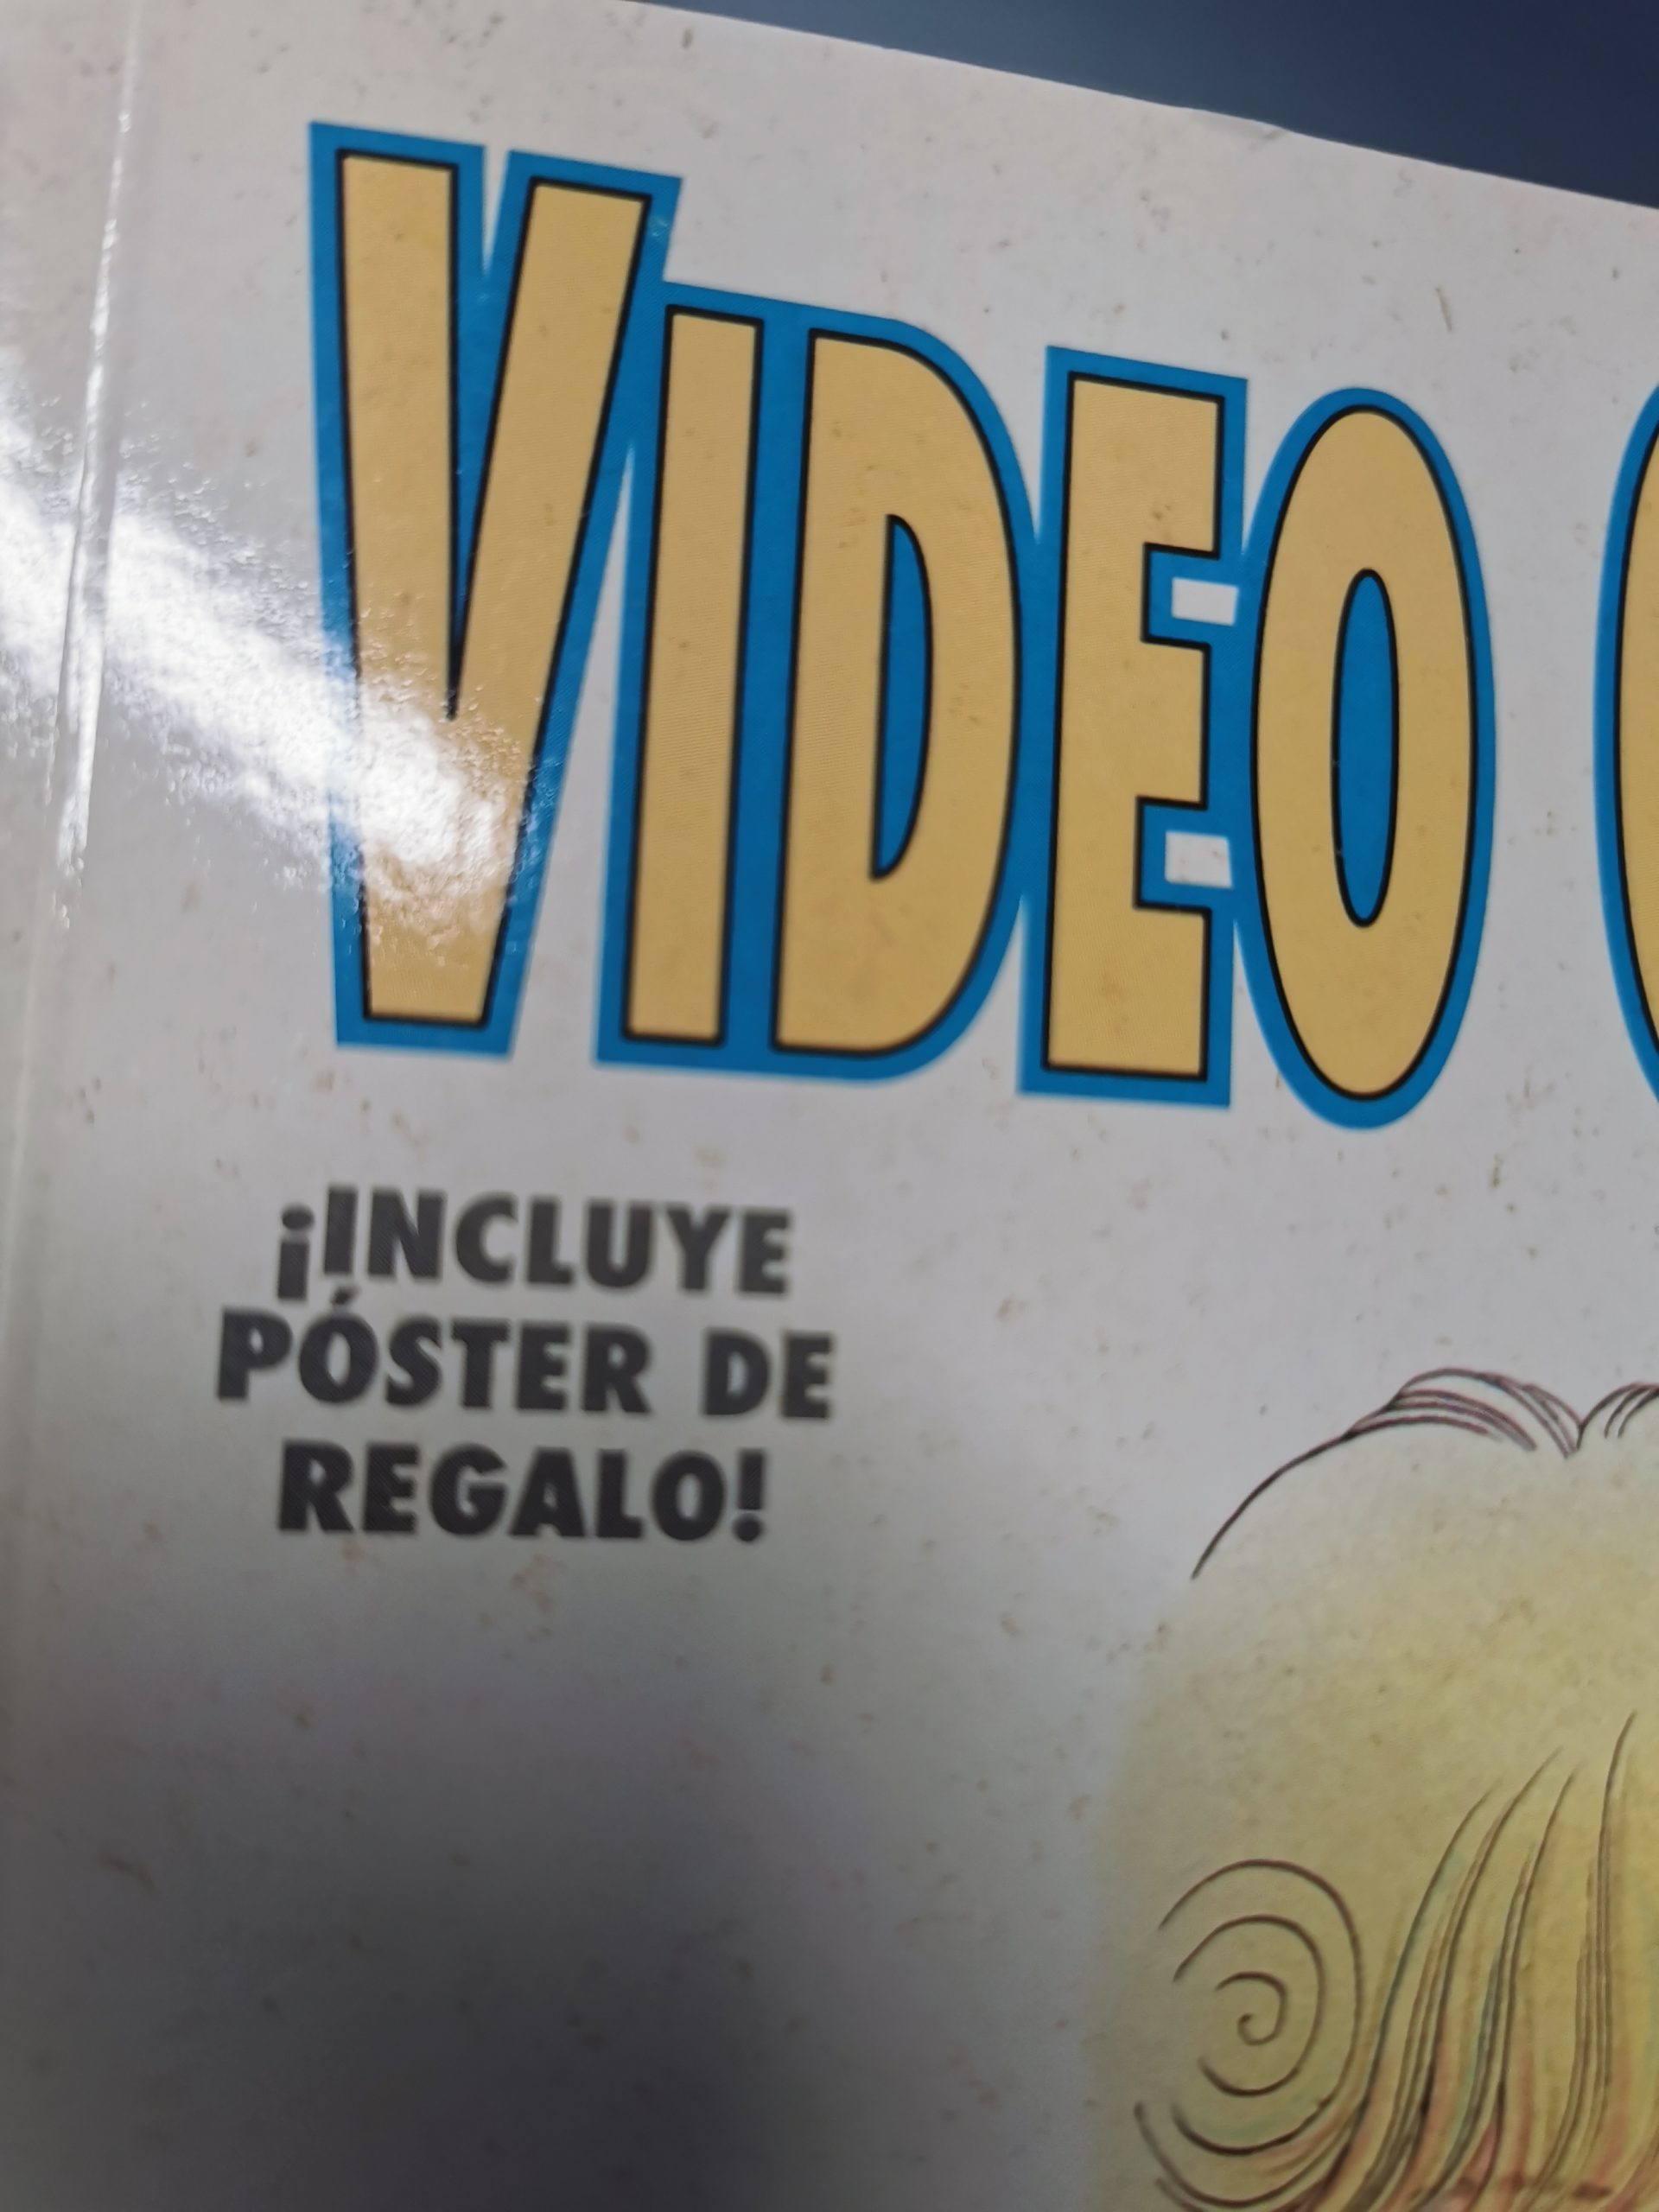 VIDEO
¡INCLUYE
PÓSTER DE
REGALO!